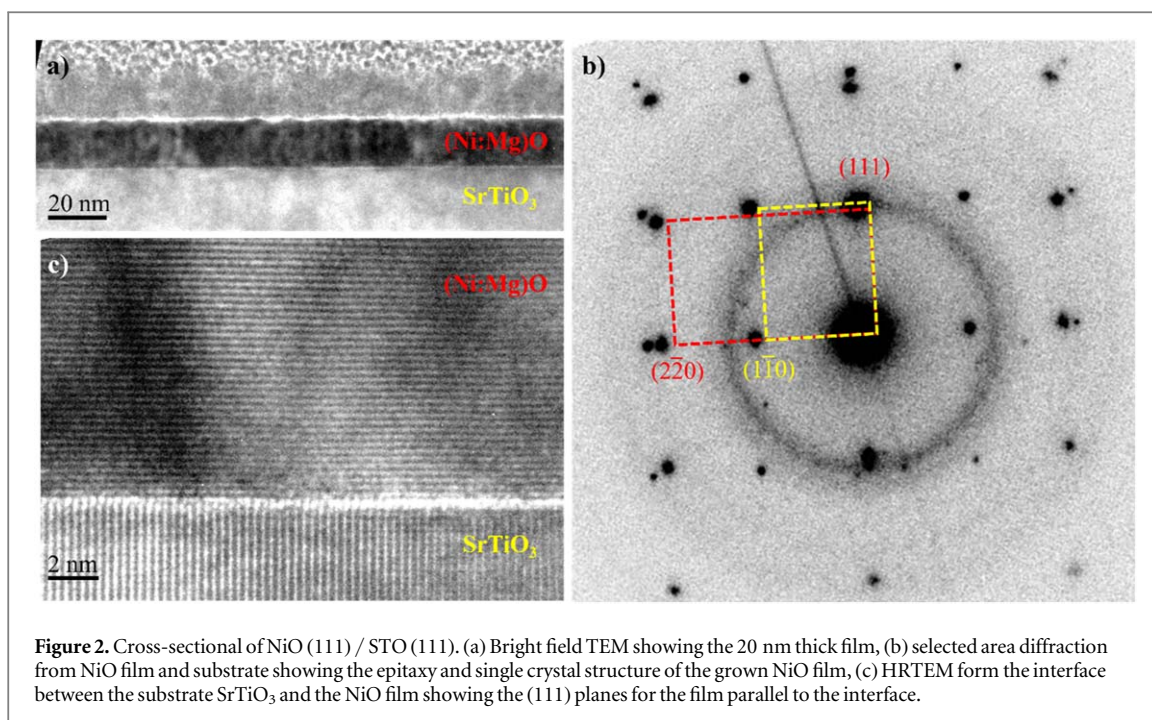 a)
(Ni:Mg)O
SrTiO₃
20 nm
b)
(111)
(22̅0)
(11̅0)
c)
(Ni:Mg)O
SrTiO₃
2 nm
Figure 2. Cross-sectional of NiO (111) / STO (111). (a) Bright field TEM showing the 20 nm thick film, (b) selected area diffraction
from NiO film and substrate showing the epitaxy and single crystal structure of the grown NiO film, (c) HRTEM form the interface
between the substrate SrTiO₃ and the NiO film showing the (111) planes for the film parallel to the interface.